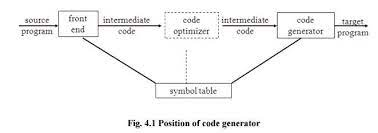 source program
front end
intermediate code
code optimizer
intermediate code
code generator
target program
symbol table
Fig. 4.1 Position of code generator